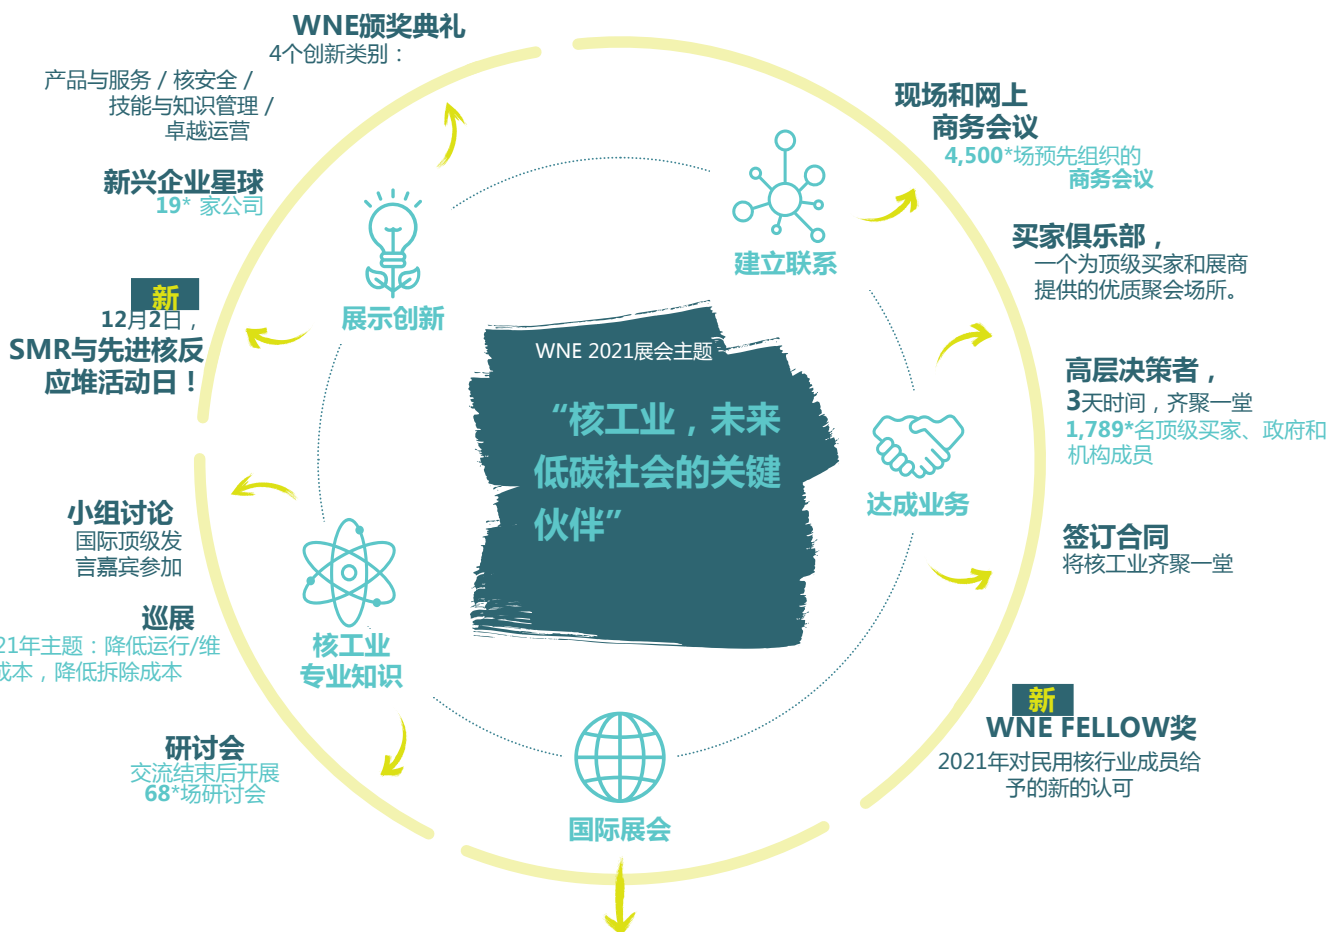 WNE颁奖典礼
4个创新类别：
产品与服务 / 核安全 /
技能与知识管理 /
卓越运营
新兴企业星球
19* 家公司
新
12月2日，
SMR与先进核反
应堆活动日！
展示创新
现场和网上
商务会议
4,500*场预先组织的
商务会议
建立联系
买家俱乐部，
一个为顶级买家和展商
提供的优质聚会场所。
高层决策者，
3天时间，齐聚一堂
1,789*名顶级买家、政府和
机构成员
达成业务
签订合同
将核工业齐聚一堂
WNE 2021展会主题
“核工业，未来
低碳社会的关键
伙伴”
小组讨论
国际顶级发
言嘉宾参加
巡展
21年主题：降低运行/维
成本，降低拆除成本
核工业
专业知识
研讨会
交流结束后开展
68*场研讨会
新
WNE FELLOW奖
2021年对民用核行业成员给
予的新的认可
国际展会